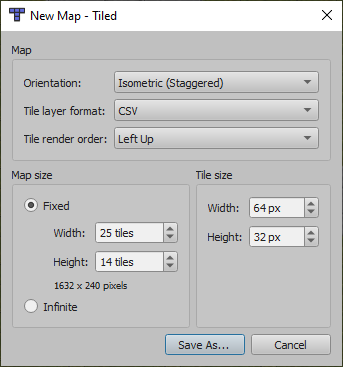 New Map - Tiled
Map
Orientation: Isometric (Staggered)
Tile layer format: CSV
Tile render order: Left Up
Map size
Fixed
Width: 25 tiles
Height: 14 tiles
1632 x 240 pixels
Infinite
Tile size
Width: 64 px
Height: 32 px
Save As...
Cancel